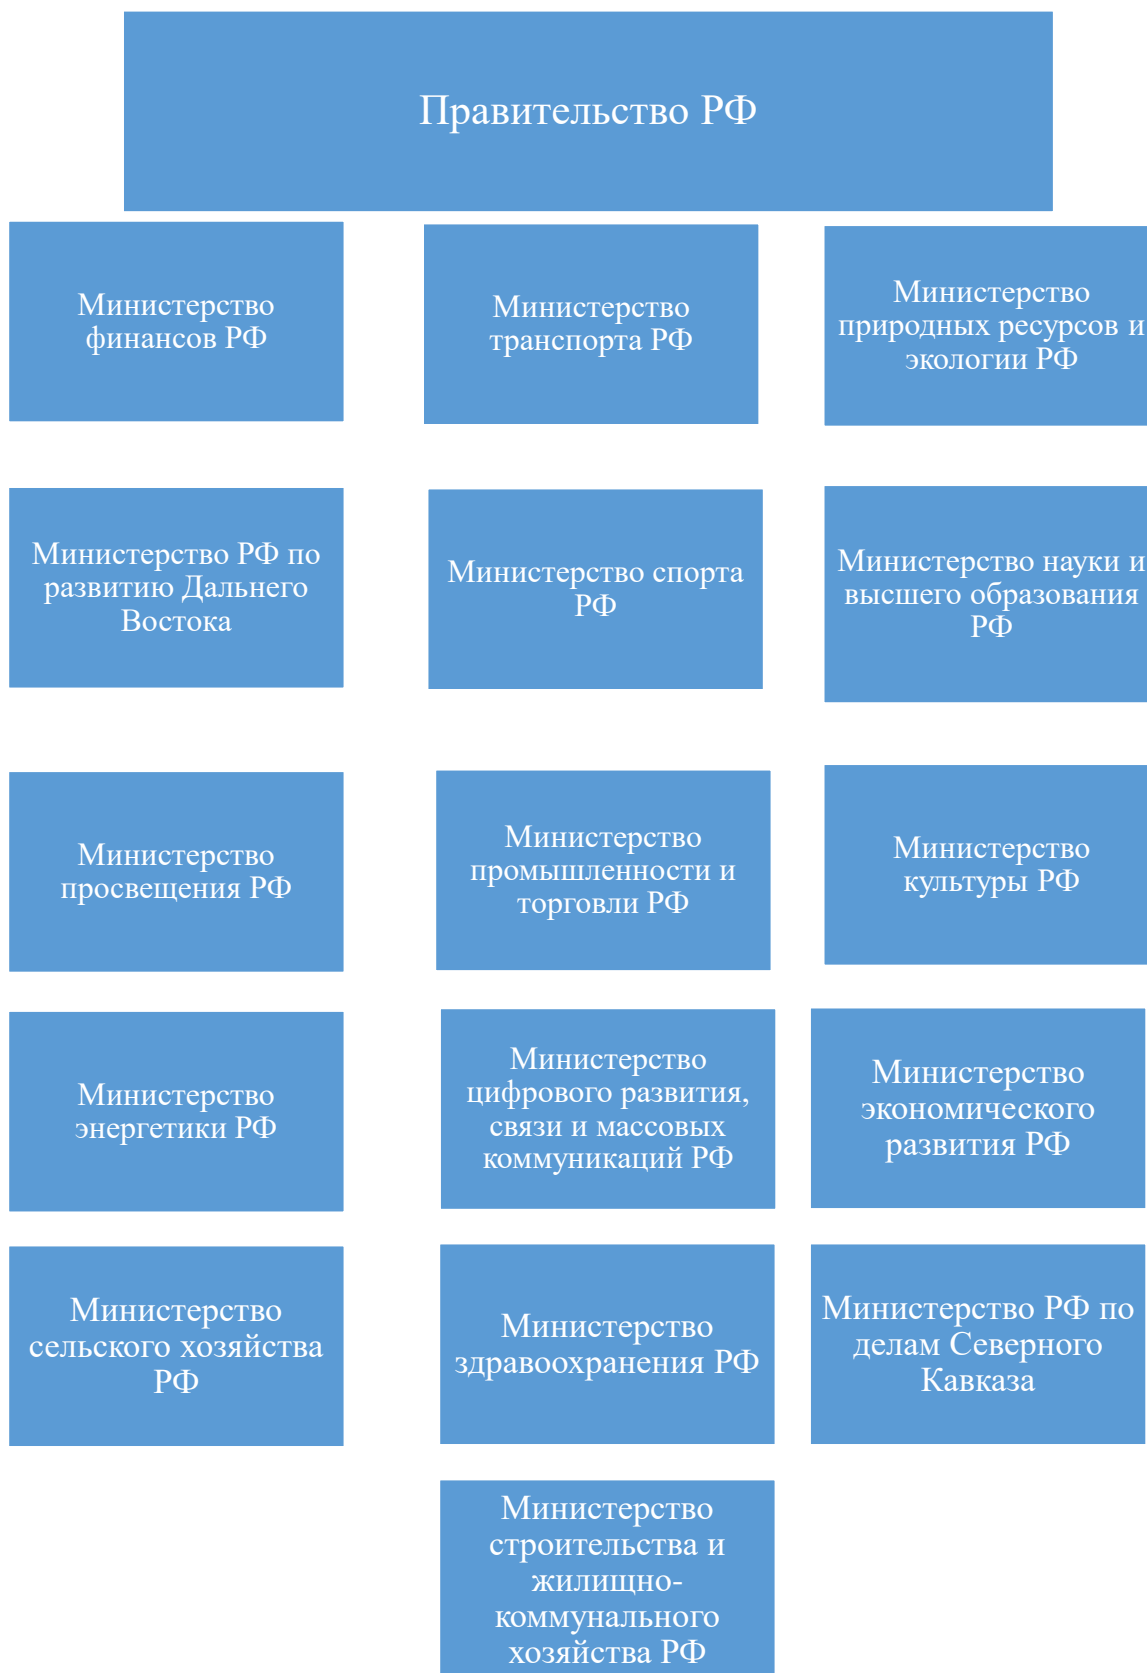 Правительство РФ
Министерство
финансов РФ
Министерство
транспорта РФ
Министерство
природных ресурсов и
экологии РФ
Министерство РФ по
развитию Дальнего
Востока
Министерство спорта
РФ
Министерство науки и
высшего образования
РФ
Министерство
просвещения РФ
Министерство
промышленности и
торговли РФ
Министерство
культуры РФ
Министерство
энергетики РФ
Министерство
цифрового развития,
связи и массовых
коммуникаций РФ
Министерство
экономического
развития РФ
Министерство
сельского хозяйства
РФ
Министерство
здравоохранения РФ
Министерство РФ по
делам Северного
Кавказа
Министерство
строительства и
жилищно-
коммунального
хозяйства РФ